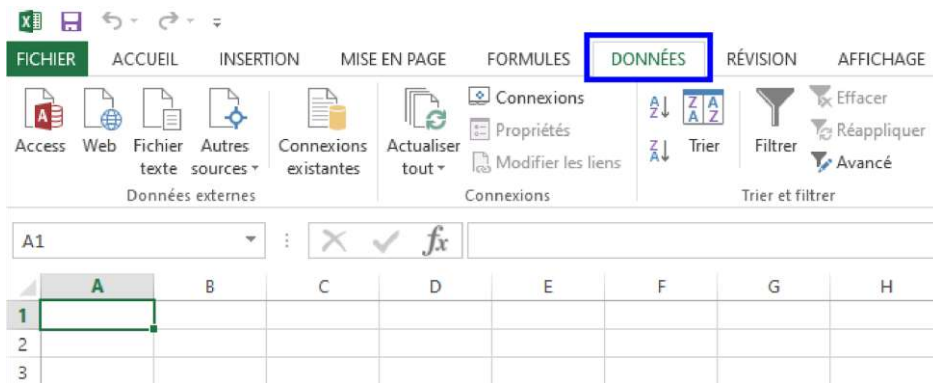 FICHIER ACCUEIL INSERTION MISE EN PAGE FORMULES DONNÉES RÉVISION AFFICHAGE
Access Web Fichier texte Autres sources Connexions existantes Actualiser tout
Connexions
Propriétés
Modifier les liens
A Z
Z A
Z A A Z
Trier
Filtrer
Effacer
Réappliquer
Avancé
Données externes Connexions Trier et filtrer
A1 fx
A B C D E F G H
1
2
3